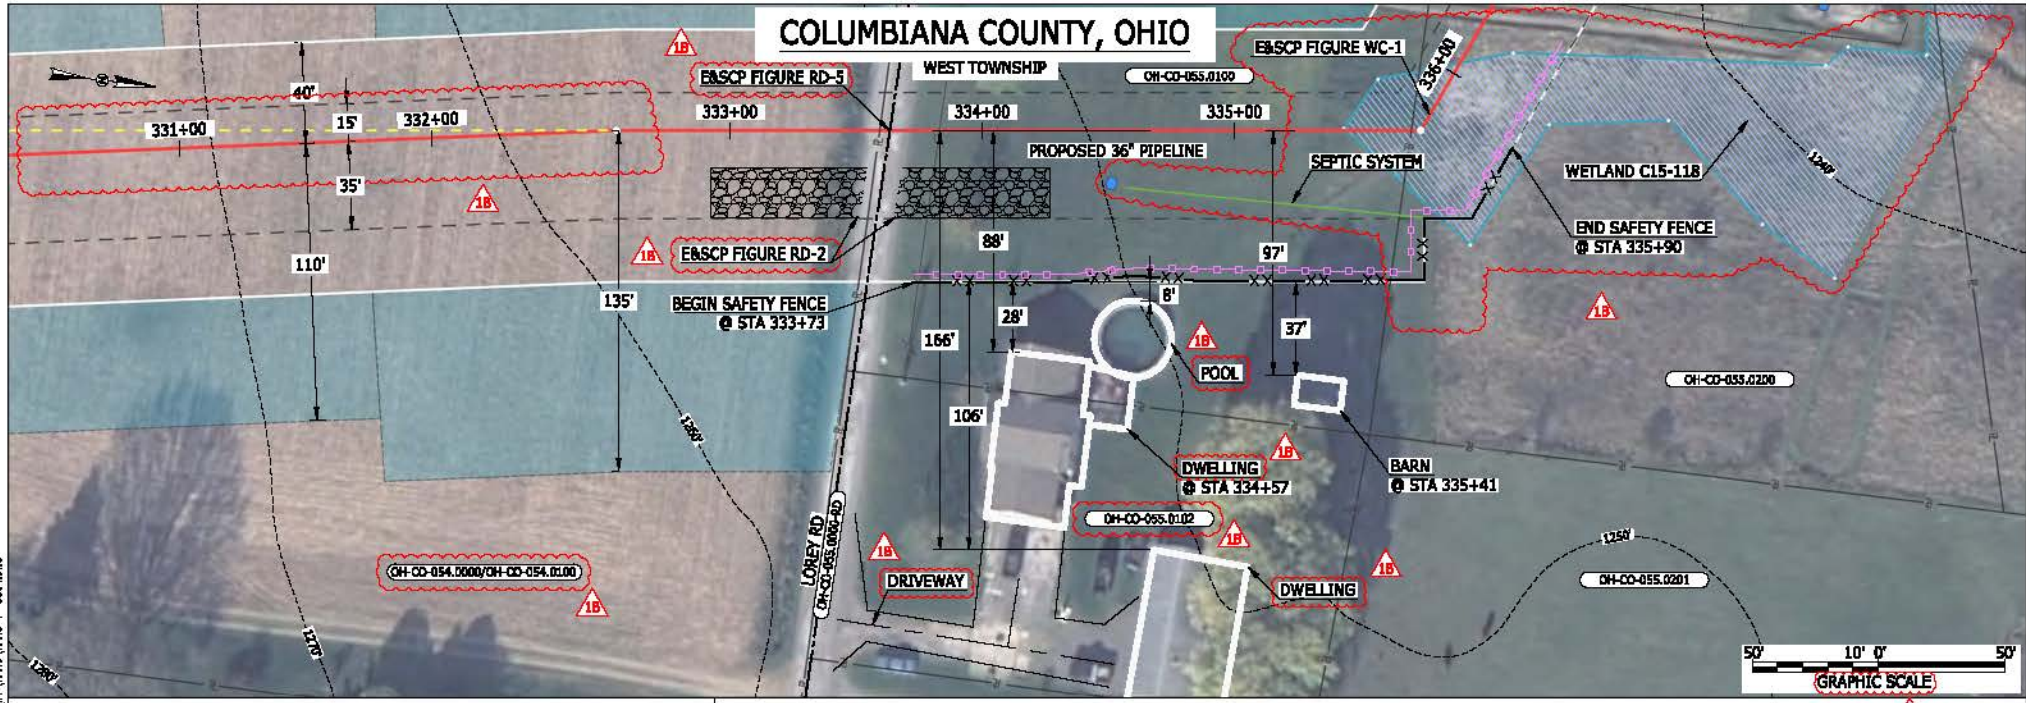 COLUMBIANA COUNTY, OHIO
WEST TOWNSHIP
OH-CO-055.0100
E&SCP FIGURE WC-1
336+00
1B
E&SCP FIGURE RD-5
40'
15'
331+00
332+00
333+00
334+00
335+00
N
PROPOSED 36" PIPELINE
SEPTIC SYSTEM
WETLAND C15-118
1240'
35'
1B
1B
E&SCP FIGURE RD-2
88'
97'
END SAFETY FENCE
@ STA 335+90
110'
135'
BEGIN SAFETY FENCE
@ STA 333+73
8'
28'
37'
166'
1B
1B
POOL
OH-CO-055.0200
106'
1260'
1B
DWELLING
@ STA 334+57
BARN
@ STA 335+41
OH-CO-055.0102
1B
1B
1250'
LOREY RD
OH-CO-055.0000-RD
1B
OH-CO-054.0000/OH-CO-054.0100
1B
DRIVEWAY
DWELLING
OH-CO-055.0201
1270'
1280'
50' 10' 0' 50'
GRAPHIC SCALE